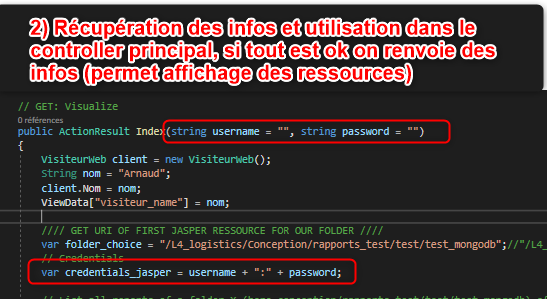 2) Récupération des infos et utilisation dans le
controller principal, si tout est ok on renvoie des
infos (permet affichage des ressources)
// GET: Visualize
0 références
public ActionResult Index(string username = "", string password = "")
{
VisiteurWeb client = new VisiteurWeb();
String nom = "Arnaud";
client.Nom = nom;
ViewData["visiteur_name"] = nom;
//// GET URI OF FIRST JASPER RESSOURCE FOR OUR FOLDER ////
var folder_choice = "/L4_logistics/Conception/rapports_test/test/test_mongodb";//"/L4_
// Credentials
var credentials_jasper = username + ":" + password;